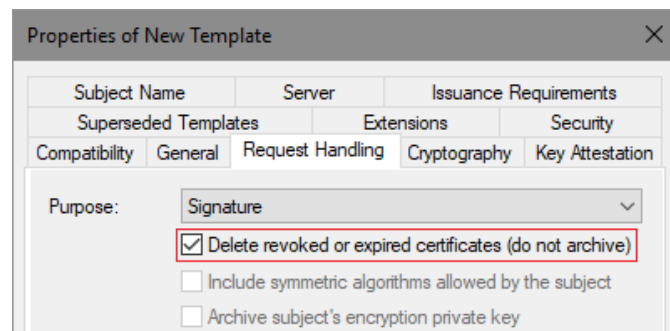 Properties of New Template
Subject Name Server Issuance Requirements
Superseded Templates Extensions Security
Compatibility General Request Handling Cryptography Key Attestation
Purpose: Signature
Delete revoked or expired certificates (do not archive)
Include symmetric algorithms allowed by the subject
Archive subject's encryption private key